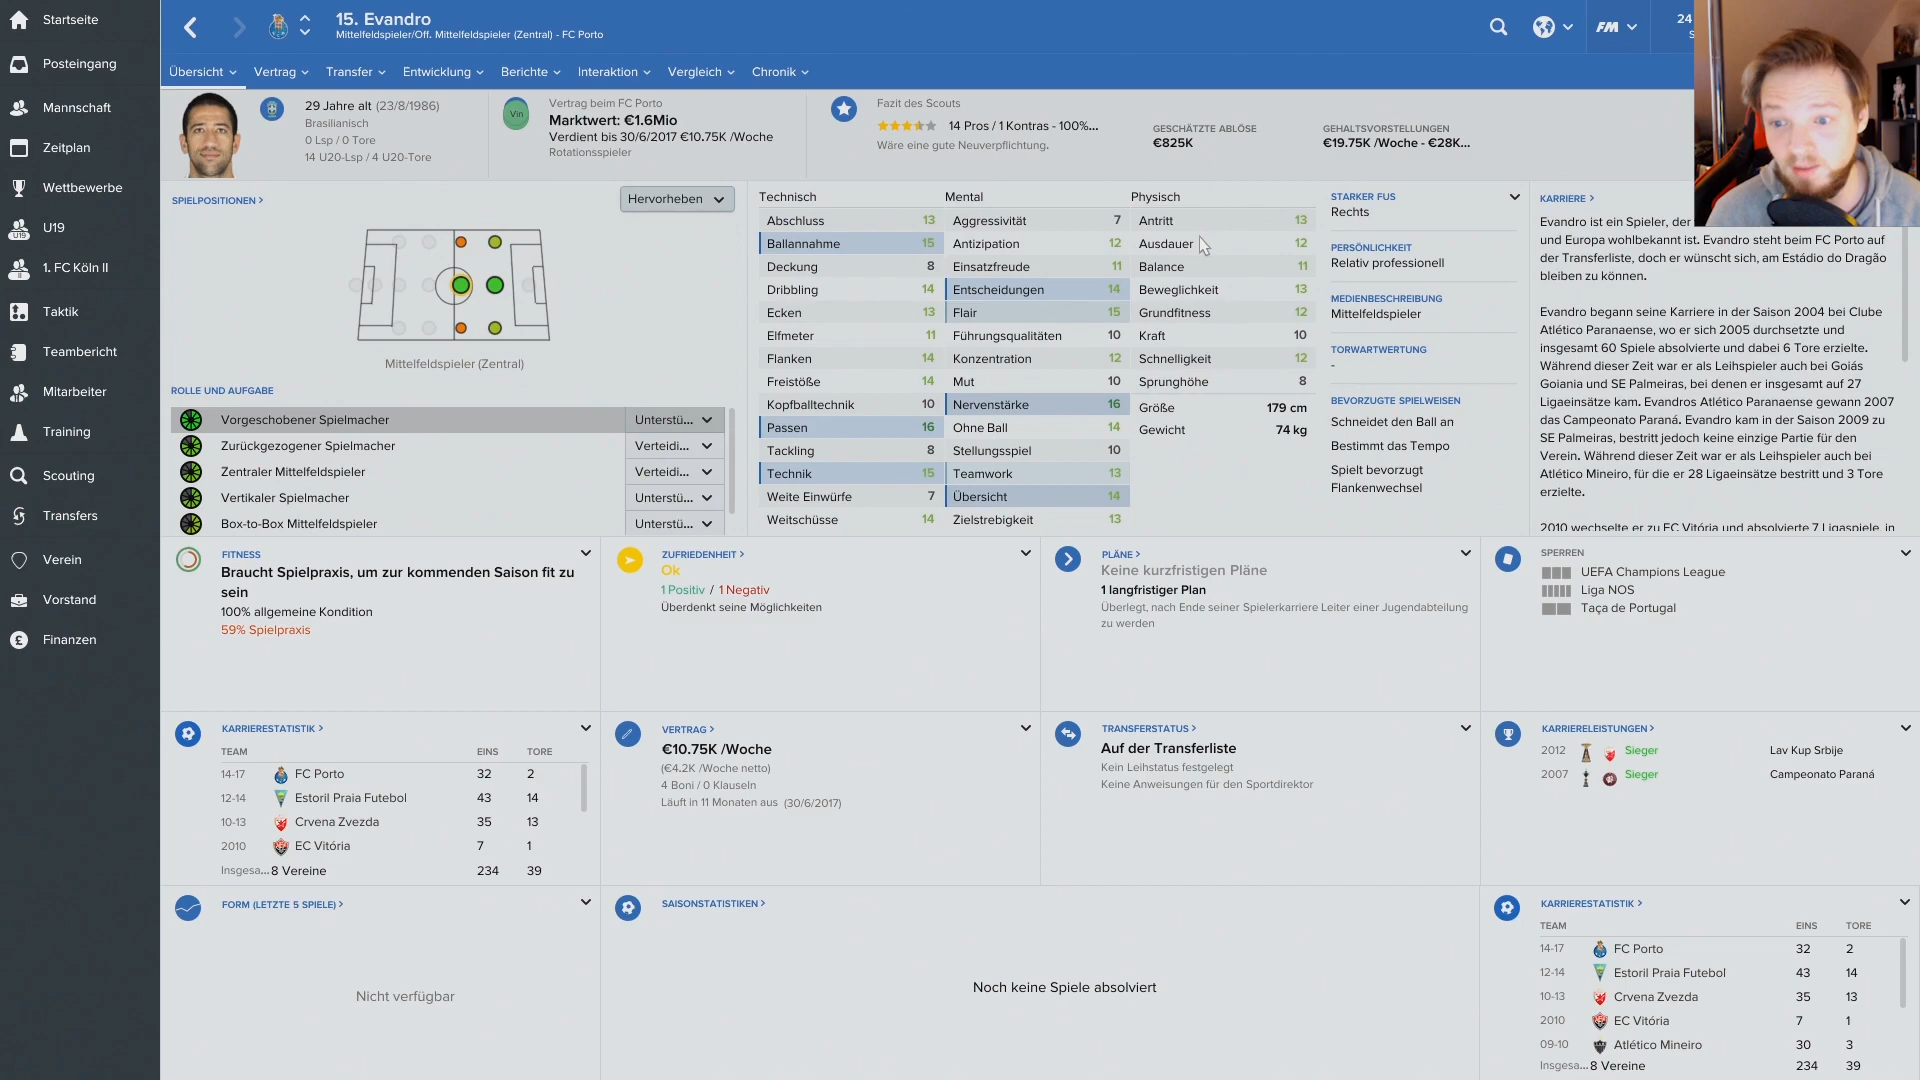 Startseite
Posteingang
Mannschaft
Zeitplan
Wettbewerbe
U19
1. FC Köln II
Taktik
Teambericht
Mitarbeiter
Training
Scouting
Transfers
Verein
Vorstand
Finanzen
15. Evandro
Mittelfeldspieler/Off. Mittelfeldspieler (Zentral) - FC Porto
FM
24
Übersicht Vertrag Transfer Entwicklung Berichte Interaktion Vergleich Chronik
29 Jahre alt (23/8/1986)
Brasilianisch
0 Lsp / 0 Tore
14 U20-Lsp / 4 U20-Tore
Vin
Vertrag beim FC Porto
Marktwert: €1.6Mio
Verdient bis 30/6/2017 €10.75K /Woche
Rotationsspieler
Fazit des Scouts
14 Pros / 1 Kontras - 100%...
Wäre eine gute Neuverpflichtung.
GESCHÄTZTE ABLÖSE
€825K
GEHALTSVORSTELLUNGEN
€19.75K /Woche - €28K...
SPIELPOSITIONEN >
Hervorheben
Mittelfeldspieler (Zentral)
ROLLE UND AUFGABE
Vorgeschobener Spielmacher Unterstü...
Zurückgezogener Spielmacher Verteidi...
Zentraler Mittelfeldspieler Verteidi...
Vertikaler Spielmacher Unterstü...
Box-to-Box Mittelfeldspieler Unterstü...
Technisch
Abschluss 13
Ballannahme 15
Deckung 8
Dribbling 14
Ecken 13
Elfmeter 11
Flanken 14
Freistöße 14
Kopfballtechnik 10
Passen 16
Tackling 8
Technik 15
Weite Einwürfe 7
Weitschüsse 14
Mental
Aggressivität 7
Antizipation 12
Einsatzfreude 11
Entscheidungen 14
Flair 15
Führungsqualitäten 10
Konzentration 12
Mut 10
Nervenstärke 16
Ohne Ball 14
Stellungsspiel 10
Teamwork 13
Übersicht 14
Zielstrebigkeit 13
Physisch
Antritt 13
Ausdauer 12
Balance 11
Beweglichkeit 13
Grundfitness 12
Kraft 10
Schnelligkeit 12
Sprunghöhe 8
Größe 179 cm
Gewicht 74 kg
STARKER FUS
Rechts
PERSÖNLICHKEIT
Relativ professionell
MEDIENBESCHREIBUNG
Mittelfeldspieler
TORWARTWERTUNG
-
BEVORZUGTE SPIELWEISEN
Schneidet den Ball an
Bestimmt das Tempo
Spielt bevorzugt
Flankenwechsel
KARRIERE >
Evandro ist ein Spieler, der
und Europa wohlbekannt ist. Evandro steht beim FC Porto auf
der Transferliste, doch er wünscht sich, am Estádio do Dragão
bleiben zu können.
Evandro begann seine Karriere in der Saison 2004 bei Clube
Atlético Paranaense, wo er sich 2005 durchsetzte und
insgesamt 60 Spiele absolvierte und dabei 6 Tore erzielte.
Während dieser Zeit war er als Leihspieler auch bei Goiás
Goiania und SE Palmeiras, bei denen er insgesamt auf 27
Ligaeinsätze kam. Evandros Atlético Paranaense gewann 2007
das Campeonato Paraná. Evandro kam in der Saison 2009 zu
SE Palmeiras, bestritt jedoch keine einzige Partie für den
Verein. Während dieser Zeit war er als Leihspieler auch bei
Atlético Mineiro, für die er 28 Ligaeinsätze bestritt und 3 Tore
erzielte.
2010 wechselte er zu FC Vitória und absolvierte 7 Ligaspiele, in
FITNESS
Braucht Spielpraxis, um zur kommenden Saison fit zu
sein
100% allgemeine Kondition
59% Spielpraxis
ZUFRIEDENHEIT >
Ok
1 Positiv / 1 Negativ
Überdenkt seine Möglichkeiten
PLÄNE >
Keine kurzfristigen Pläne
1 langfristiger Plan
Überlegt, nach Ende seiner Spielerkarriere Leiter einer Jugendabteilung
zu werden
SPERREN
UEFA Champions League
Liga NOS
Taça de Portugal
KARRIERESTATISTIK >
TEAM EINS TORE
14-17 FC Porto 32 2
12-14 Estoril Praia Futebol 43 14
10-13 Crvena Zvezda 35 13
2010 EC Vitória 7 1
Insgesa... 8 Vereine 234 39
VERTRAG >
€10.75K /Woche
(€4.2K /Woche netto)
4 Boni / 0 Klauseln
Läuft in 11 Monaten aus (30/6/2017)
TRANSFERSTATUS >
Auf der Transferliste
Kein Leihstatus festgelegt
Keine Anweisungen für den Sportdirektor
KARRIERELEISTUNGEN >
2012 Sieger Lav Kup Srbije
2007 Sieger Campeonato Paraná
FORM (LETZTE 5 SPIELE) >
Nicht verfügbar
SAISONSTATISTIKEN >
Noch keine Spiele absolviert
KARRIERESTATISTIK >
TEAM EINS TORE
14-17 FC Porto 32 2
12-14 Estoril Praia Futebol 43 14
10-13 Crvena Zvezda 35 13
2010 EC Vitória 7 1
09-10 Atlético Mineiro 30 3
Insgesa... 8 Vereine 234 39